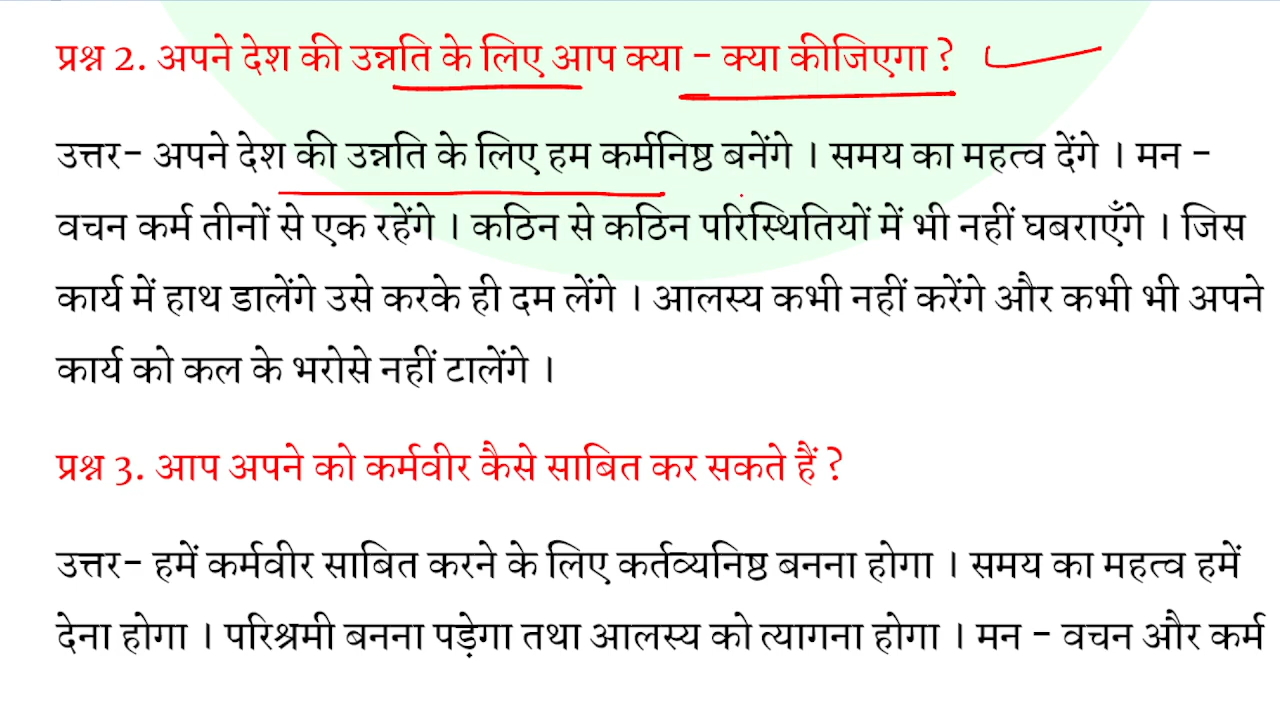 प्रश्न 2. अपने देश की उन्नति के लिए आप क्या - क्या कीजिएगा ?
उत्तर- अपने देश की उन्नति के लिए हम कर्मनिष्ठ बनेंगे । समय का महत्व देंगे । मन -
वचन कर्म तीनों से एक रहेंगे । कठिन से कठिन परिस्थितियों में भी नहीं घबराएँगे । जिस
कार्य में हाथ डालेंगे उसे करके ही दम लेंगे । आलस्य कभी नहीं करेंगे और कभी भी अपने
कार्य को कल के भरोसे नहीं टालेंगे ।
प्रश्न 3. आप अपने को कर्मवीर कैसे साबित कर सकते हैं ?
उत्तर- हमें कर्मवीर साबित करने के लिए कर्तव्यनिष्ठ बनना होगा । समय का महत्व हमें
देना होगा । परिश्रमी बनना पड़ेगा तथा आलस्य को त्यागना होगा । मन - वचन और कर्म